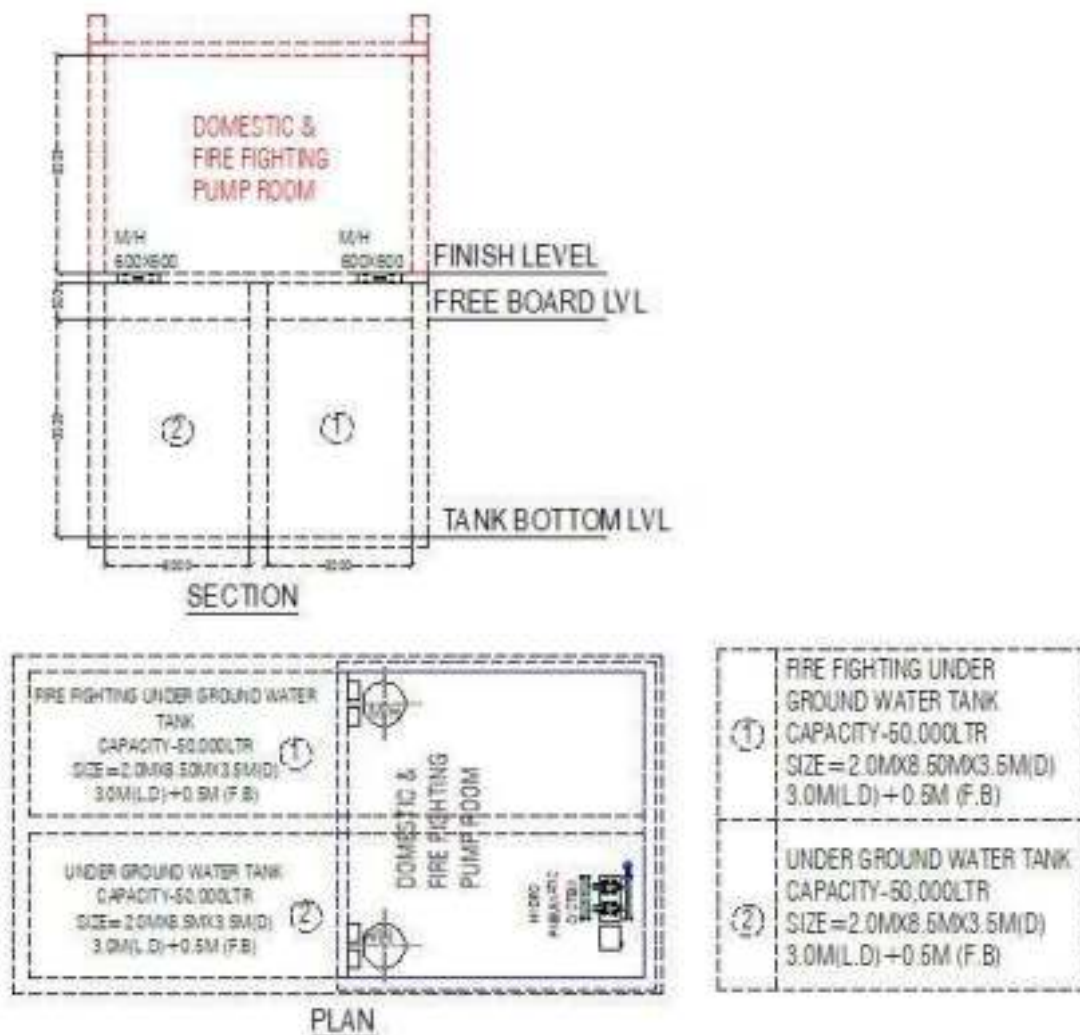 DOMESTIC &
FIRE FIGHTING
PUMP ROOM
M/H
600X600
M/H
600X600
FINISH LEVEL
FREE BOARD LVL
②
①
TANK BOTTOM LVL
SECTION
FIRE FIGHTING UNDER GROUND WATER
TANK
CAPACITY-50,000LTR
①
SIZE=2.0MX8.50MX3.5M(D)
3.0M(L.D)+0.5M (F.B)
UNDER GROUND WATER TANK
CAPACITY-50,000LTR
②
SIZE=2.0MX8.5MX3.5M(D)
3.0M(L.D)+0.5M (F.B)
DOMESTIC &
FIRE FIGHTING
PUMP ROOM
HYDRO
PLAN
①
FIRE FIGHTING UNDER
GROUND WATER TANK
CAPACITY-50,000LTR
SIZE=2.0MX8.50MX3.5M(D)
3.0M(L.D)+0.5M (F.B)
②
UNDER GROUND WATER TANK
CAPACITY-50,000LTR
SIZE=2.0MX8.5MX3.5M(D)
3.0M(L.D)+0.5M (F.B)